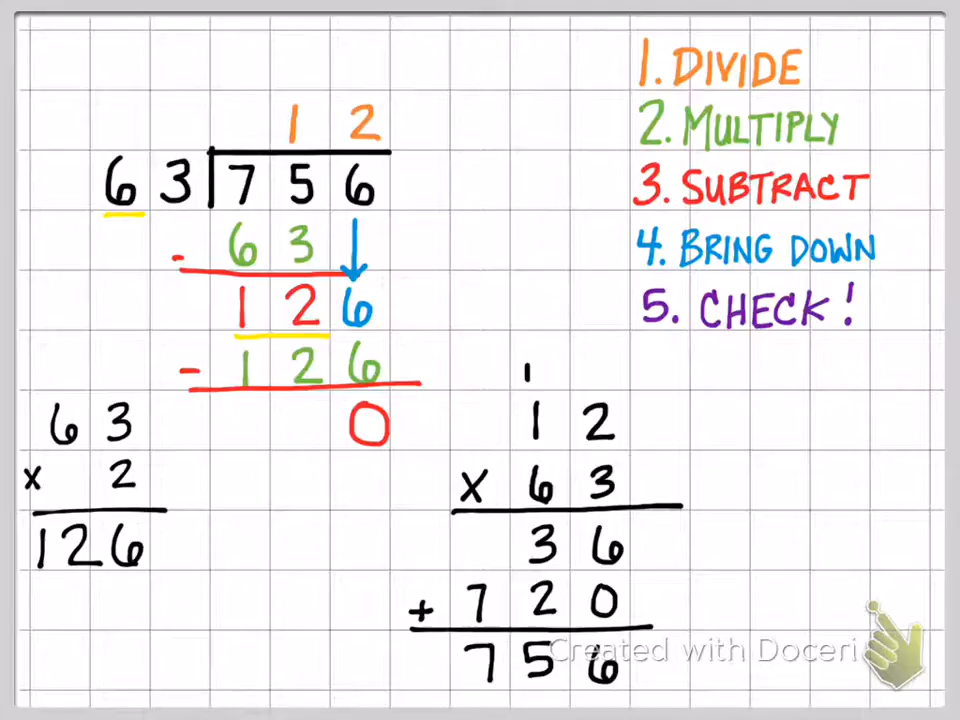 1 2
6 3 7 5 6
- 6 3
1 2 6
- 1 2 6
0
6 3
x 2
1 2 6
1
1 2
x 6 3
3 6
+ 7 2 0
7 5 6
1. DIVIDE
2. MULTIPLY
3. SUBTRACT
4. BRING DOWN
5. CHECK!
Created with Doceri